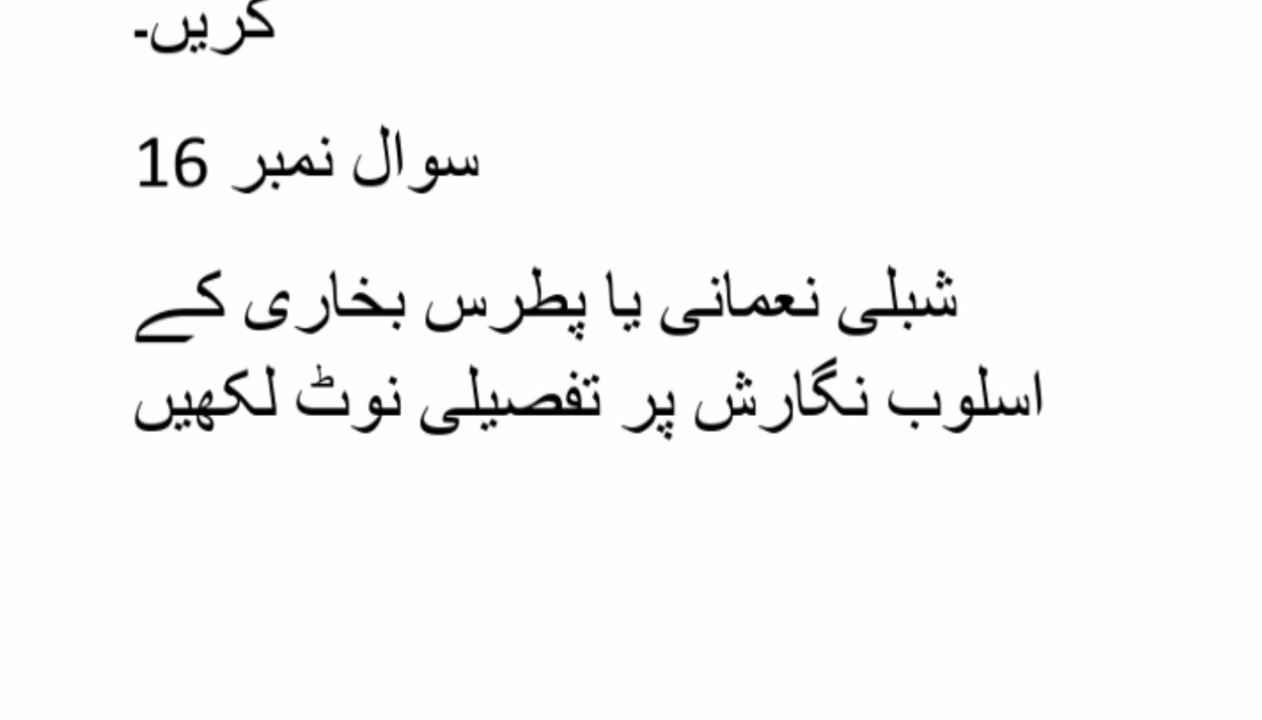 کریں۔
سوال نمبر 16
شبلی نعمانی یا پطرس بخاری کے
اسلوب نگارش پر تفصیلی نوٹ لکھیں